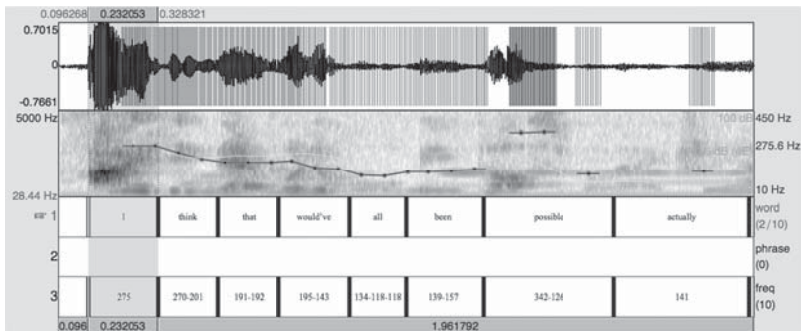 0.096268 0.232053 0.328321
0.7015
0
-0.7661
5000 Hz 100 dB 450 Hz
275.6 Hz
28.44 Hz 10 Hz
1 I think that would've all been possible actually word
(2/10)
2 phrase
(0)
3 275 270-201 191-192 195-143 134-118-118 139-157 342-126 141 freq
(10)
0.096 0.232053 1.961792